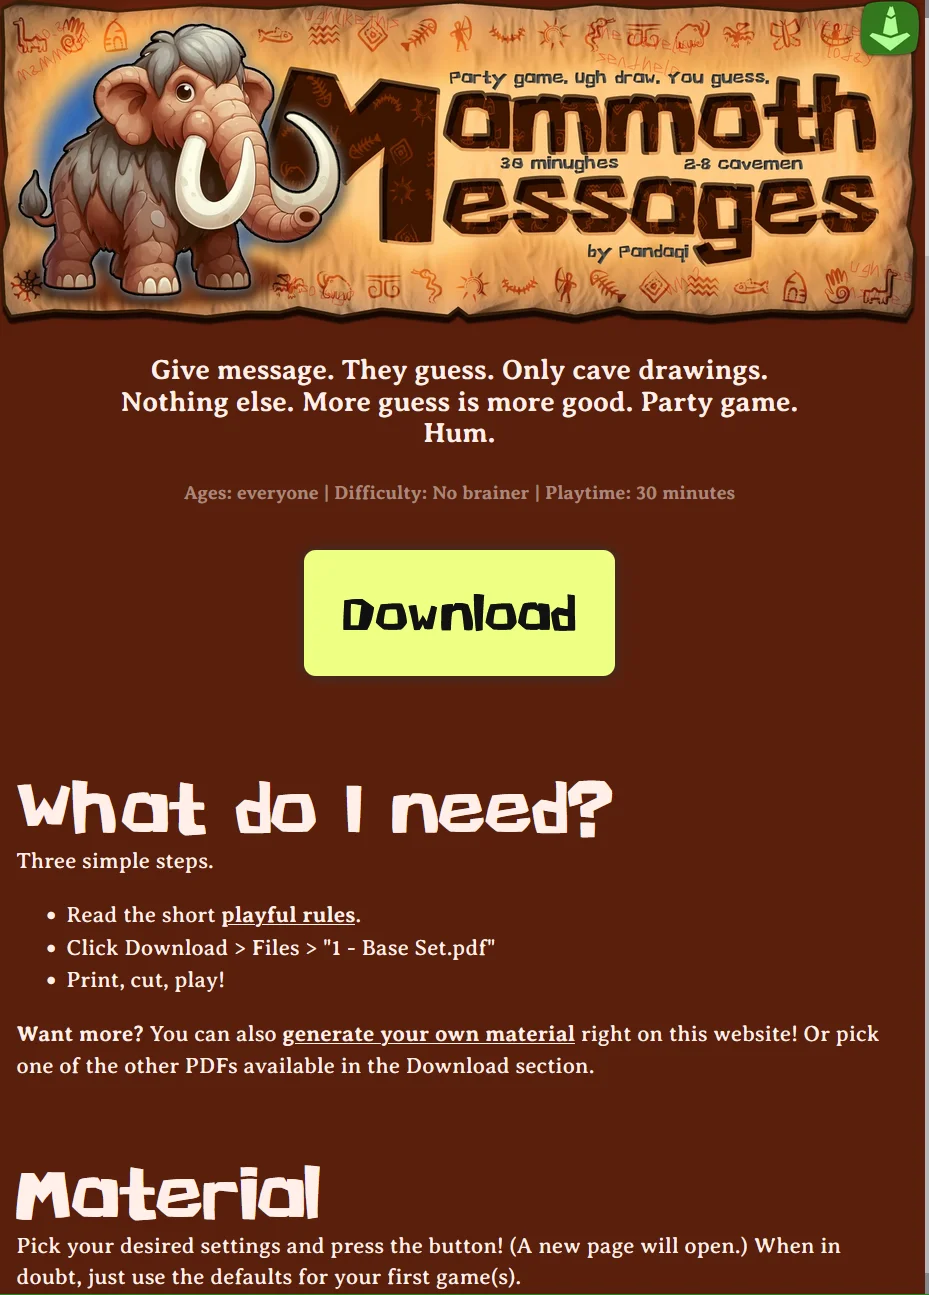 Party game. Ugh draw. You guess.
Mammoth
30 minughes 2-8 cavemen
Messages
by Pandaqi
Give message. They guess. Only cave drawings.
Nothing else. More guess is more good. Party game.
Hum.
Ages: everyone | Difficulty: No brainer | Playtime: 30 minutes
Download
What do I need?
Three simple steps.
• Read the short playful rules.
• Click Download > Files > "1 - Base Set.pdf"
• Print, cut, play!
Want more? You can also generate your own material right on this website! Or pick
one of the other PDFs available in the Download section.
Material
Pick your desired settings and press the button! (A new page will open.) When in
doubt, just use the defaults for your first game(s).